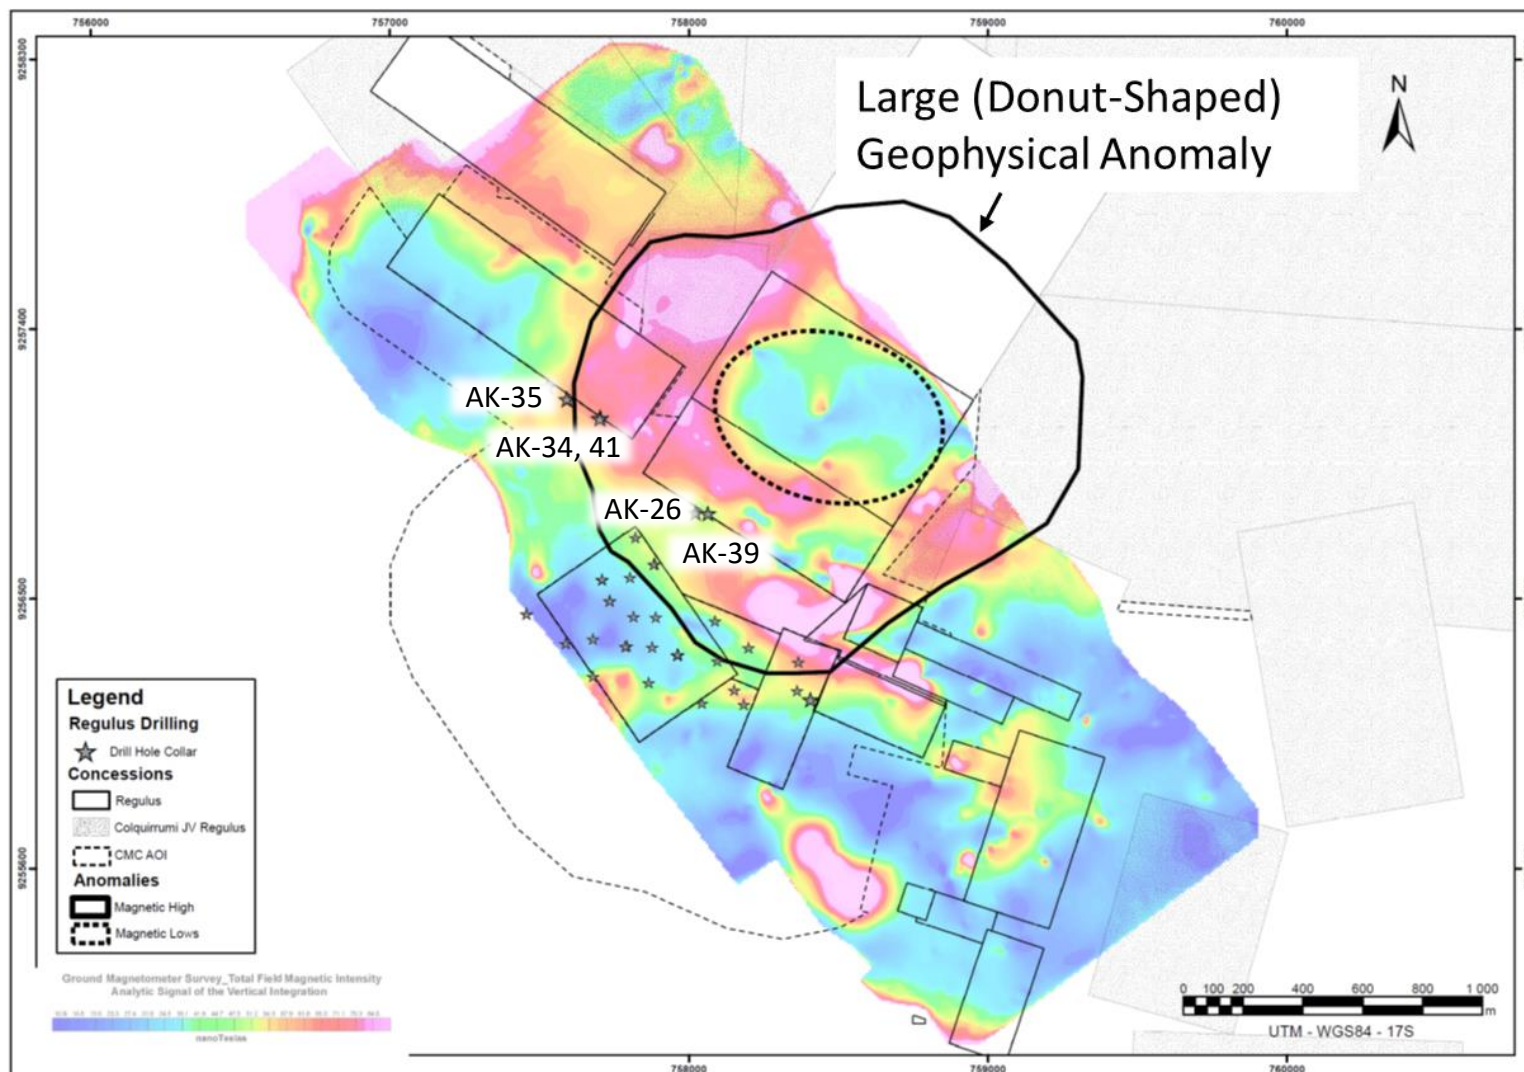 756000 757000 758000 759000 760000
9258300
9257400
9256500
9255600
Large (Donut-Shaped)
Geophysical Anomaly
N
AK-35
AK-34, 41
AK-26
AK-39
Legend
Regulus Drilling
Drill Hole Collar
Concessions
Regulus
Colquirrumi JV Regulus
CMC AOI
Anomalies
Magnetic High
Magnetic Lows
Ground Magnetometer Survey_Total Field Magnetic Intensity
Analytic Signal of the Vertical Integration
nanoTeslas
0 100 200 400 600 800 1 000
m
UTM - WGS84 - 17S
758000 759000 760000